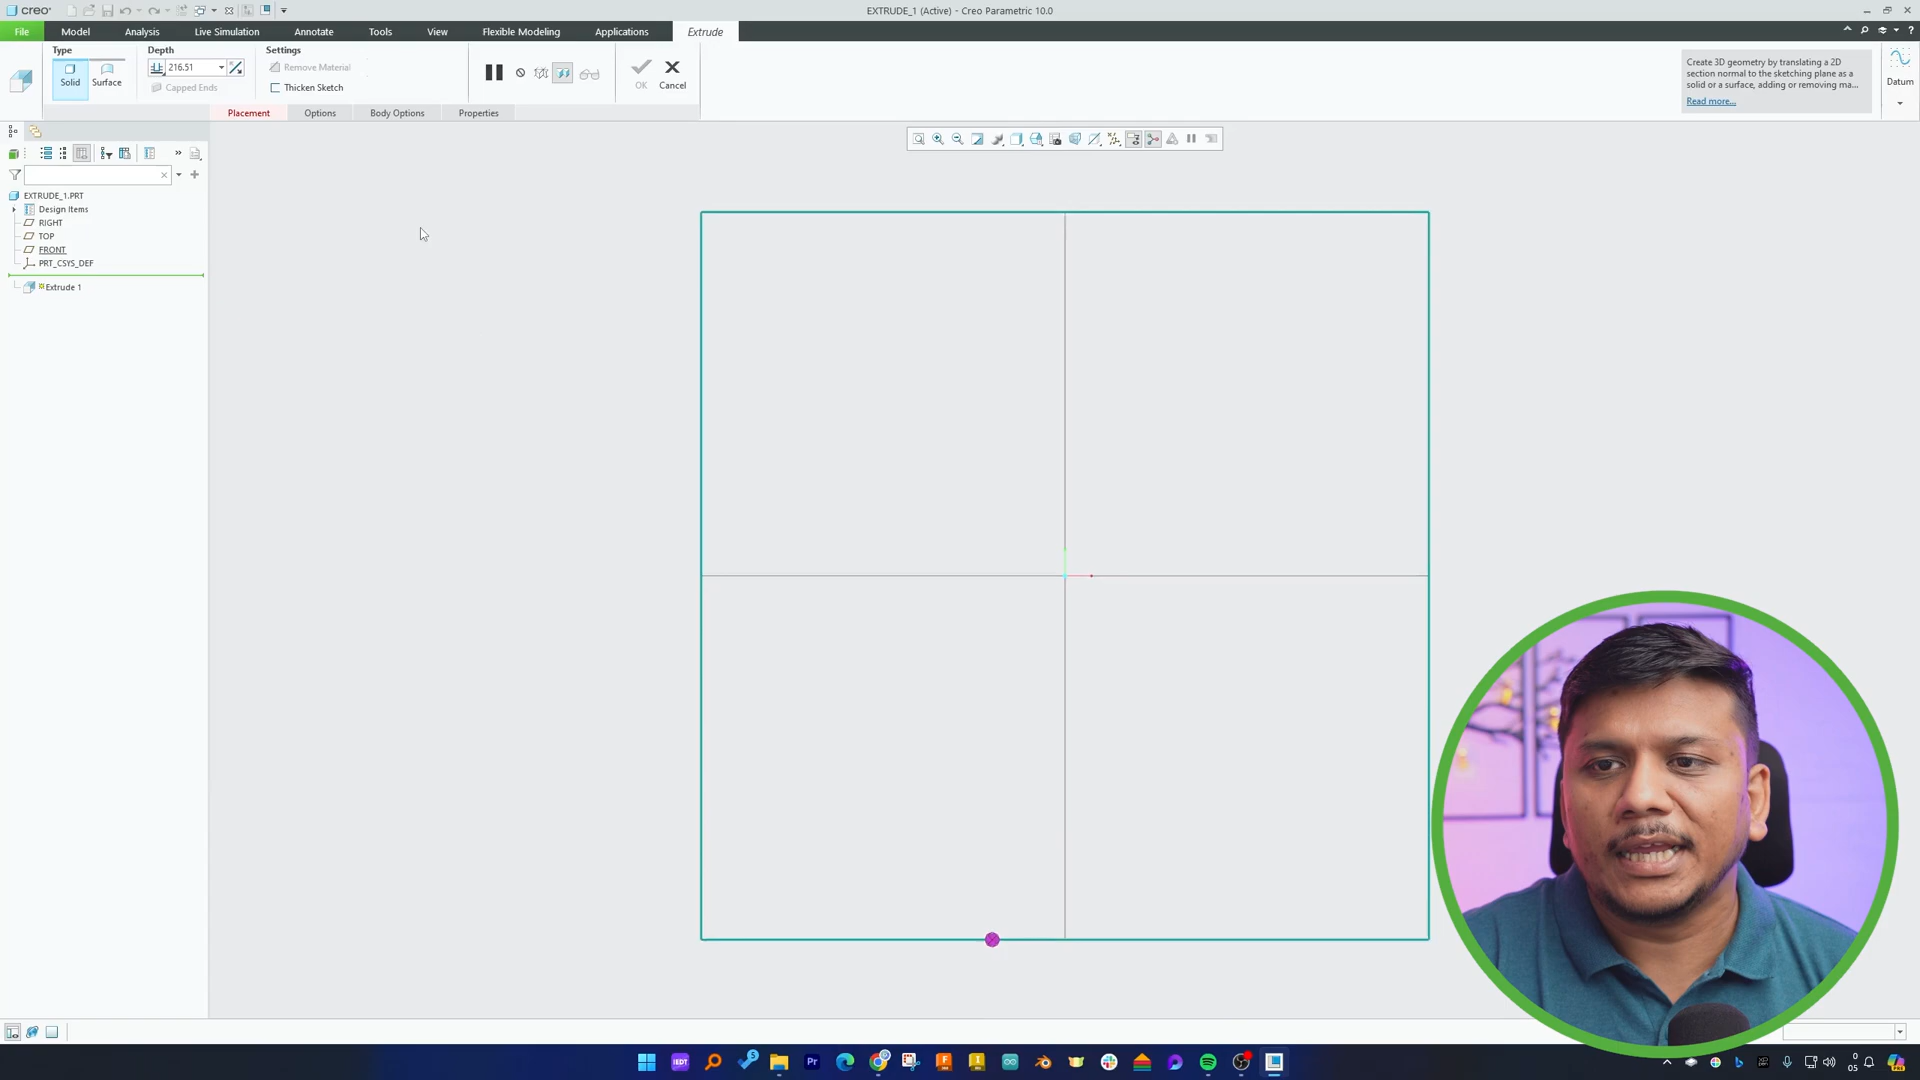 creo®
EXTRUDE_1 (Active) - Creo Parametric 10.0
File Model Analysis Live Simulation Annotate Tools View Flexible Modeling Applications Extrude
Type Depth Settings
Solid Surface 216.51 Remove Material
Capped Ends Thicken Sketch
OK Cancel
Create 3D geometry by translating a 2D
section normal to the sketching plane as a
solid or a surface, adding or removing ma...
Read more...
Datum
Placement Options Body Options Properties
EXTRUDE_1.PRT
Design Items
RIGHT
TOP
FRONT
PRT_CSYS_DEF
Extrude 1